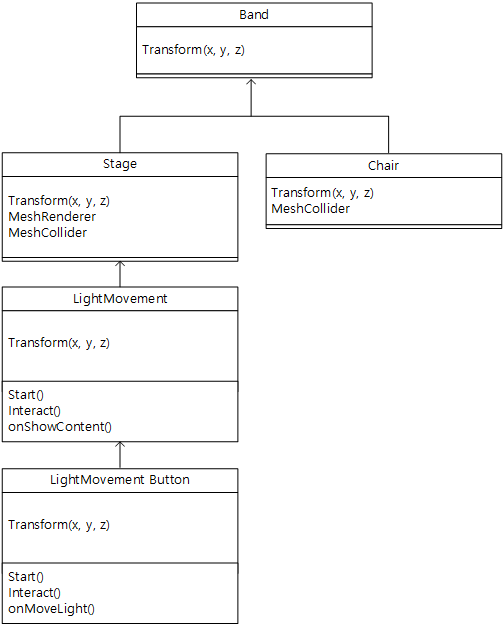 Band
Transform(x, y, z)
Stage
Transform(x, y, z)
MeshRenderer
MeshCollider
Chair
Transform(x, y, z)
MeshCollider
LightMovement
Transform(x, y, z)
Start()
Interact()
onShowContent()
LightMovement Button
Transform(x, y, z)
Start()
Interact()
onMoveLight()